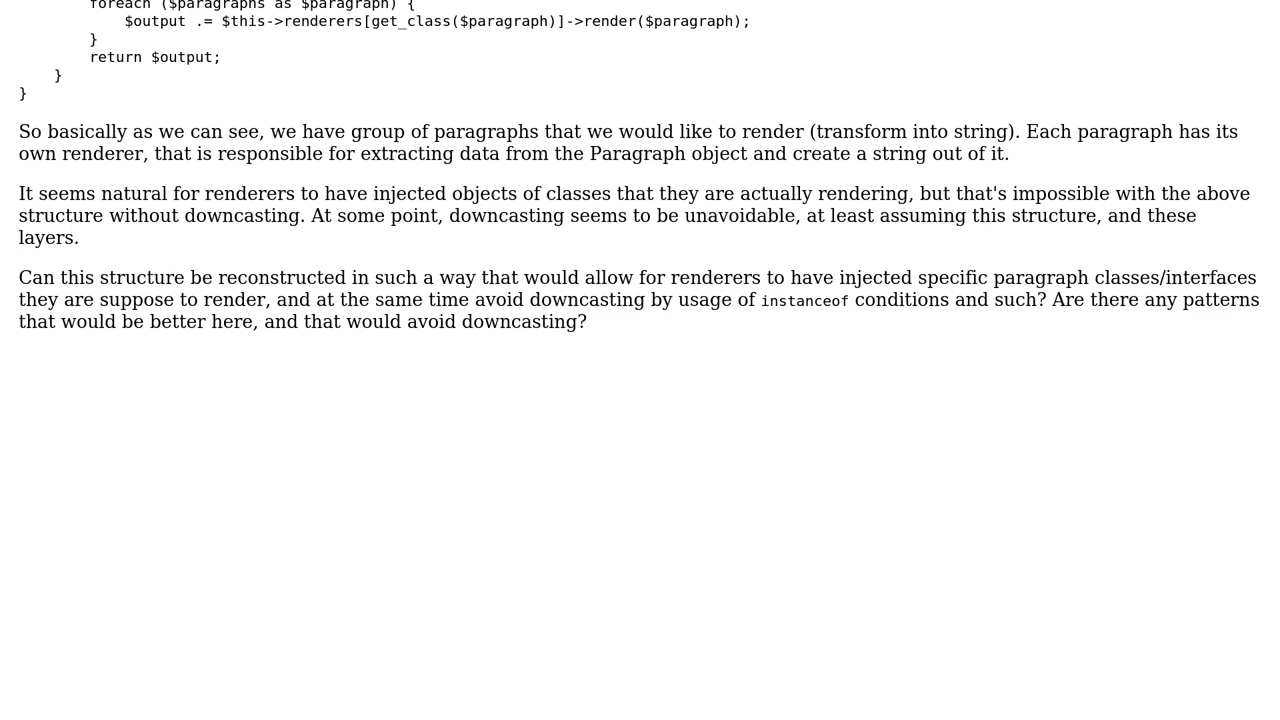 foreach ($paragraphs as $paragraph) {
$output .= $this->renderers[get_class($paragraph)]->render($paragraph);
}
return $output;
}
}
So basically as we can see, we have group of paragraphs that we would like to render (transform into string). Each paragraph has its
own renderer, that is responsible for extracting data from the Paragraph object and create a string out of it.
It seems natural for renderers to have injected objects of classes that they are actually rendering, but that's impossible with the above
structure without downcasting. At some point, downcasting seems to be unavoidable, at least assuming this structure, and these
layers.
Can this structure be reconstructed in such a way that would allow for renderers to have injected specific paragraph classes/interfaces
they are suppose to render, and at the same time avoid downcasting by usage of instanceof conditions and such? Are there any patterns
that would be better here, and that would avoid downcasting?